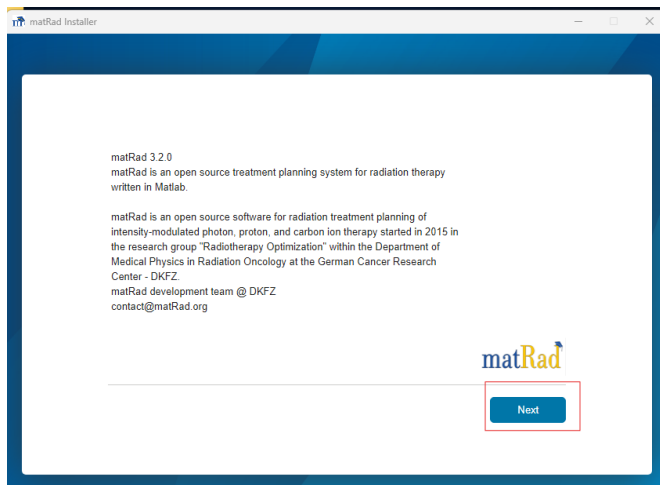 matRad Installer
matRad 3.2.0
matRad is an open source treatment planning system for radiation therapy
written in Matlab.
matRad is an open source software for radiation treatment planning of
intensity-modulated photon, proton, and carbon ion therapy started in 2015 in
the research group "Radiotherapy Optimization" within the Department of
Medical Physics in Radiation Oncology at the German Cancer Research
Center - DKFZ.
matRad development team @ DKFZ
contact@matRad.org
matRad
Next